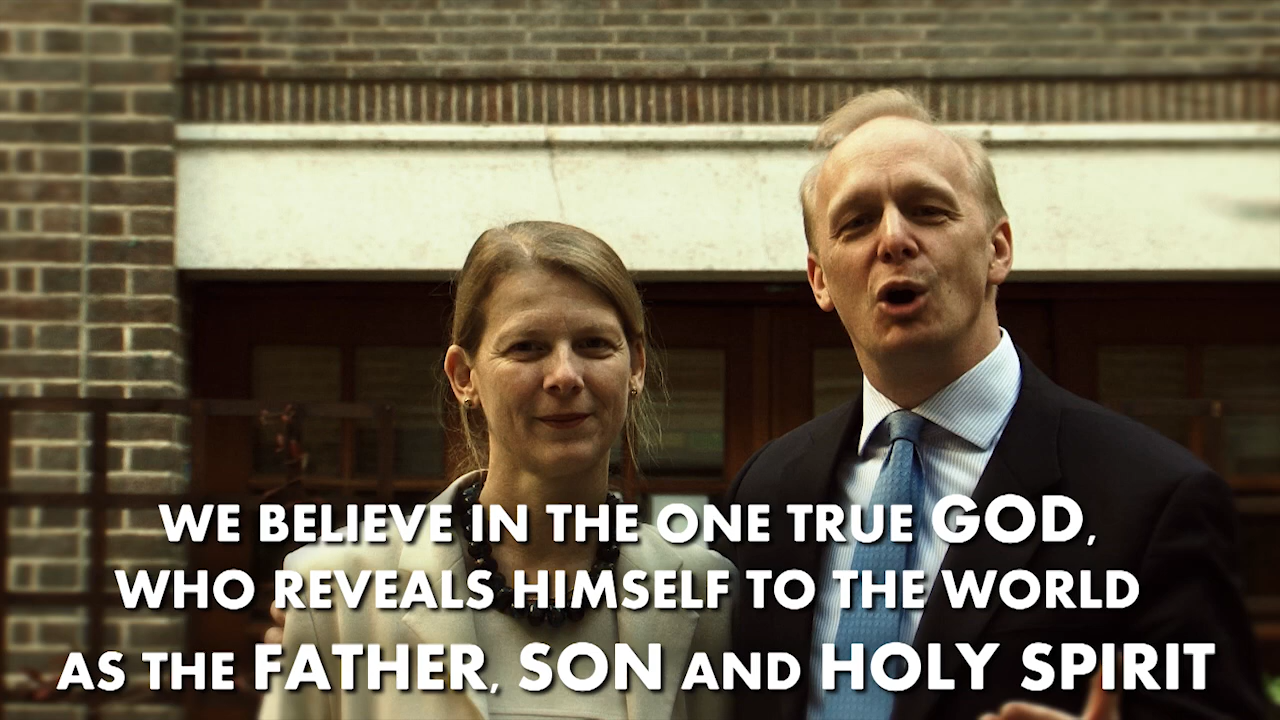 WE BELIEVE IN THE ONE TRUE GOD,
WHO REVEALS HIMSELF TO THE WORLD
AS THE FATHER, SON AND HOLY SPIRIT